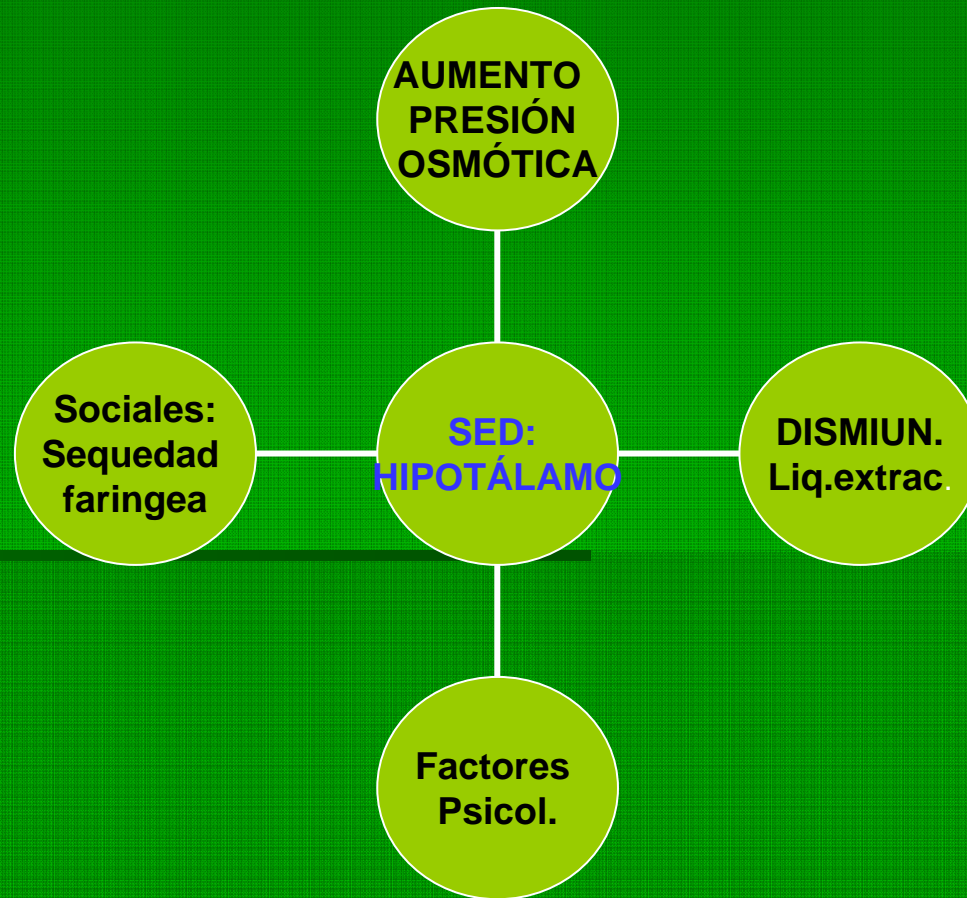 AUMENTO
PRESIÓN
OSMÓTICA
Sociales:
Sequedad
faringea
SED:
HIPOTÁLAMO
DISMIUN.
Liq.extrac.
Factores
Psicol.